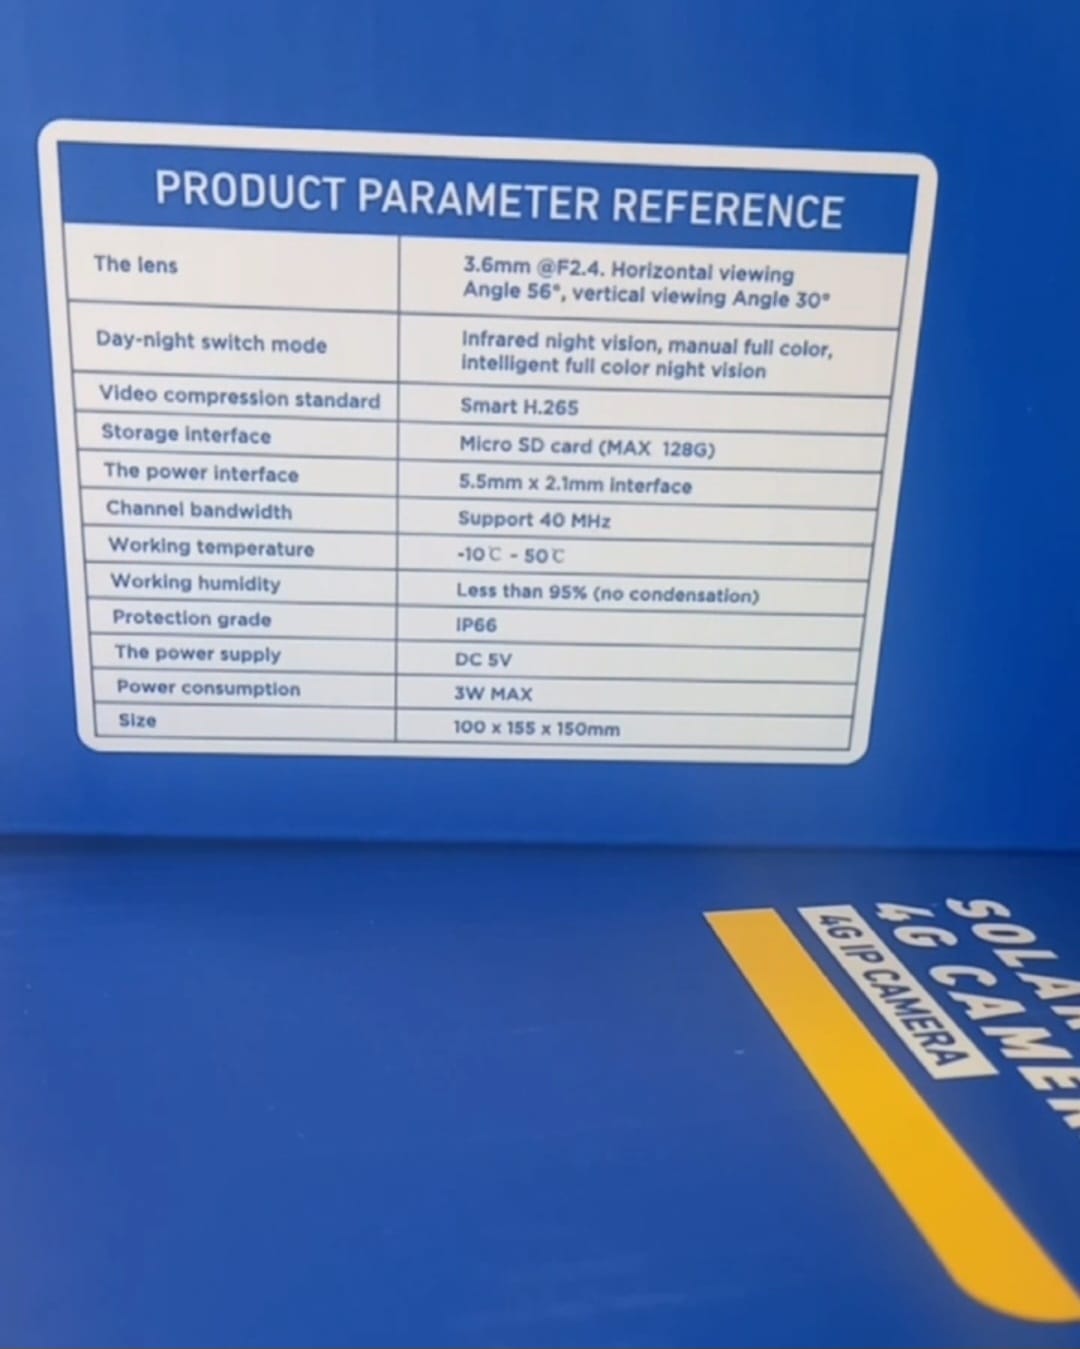 PRODUCT PARAMETER REFERENCE
The lens
3.6mm @F2.4. Horizontal viewing
Angle 56°, vertical viewing Angle 30°
Day-night switch mode
Infrared night vision, manual full color,
intelligent full color night vision
Video compression standard
Smart H.265
Storage interface
Micro SD card (MAX 128G)
The power interface
5.5mm x 2.1mm interface
Channel bandwidth
Support 40 MHz
Working temperature
-10℃ - 50℃
Working humidity
Less than 95% (no condensation)
Protection grade
IP66
The power supply
DC 5V
Power consumption
3W MAX
Size
100 x 155 x 150mm
4G
4G IP CAMERA